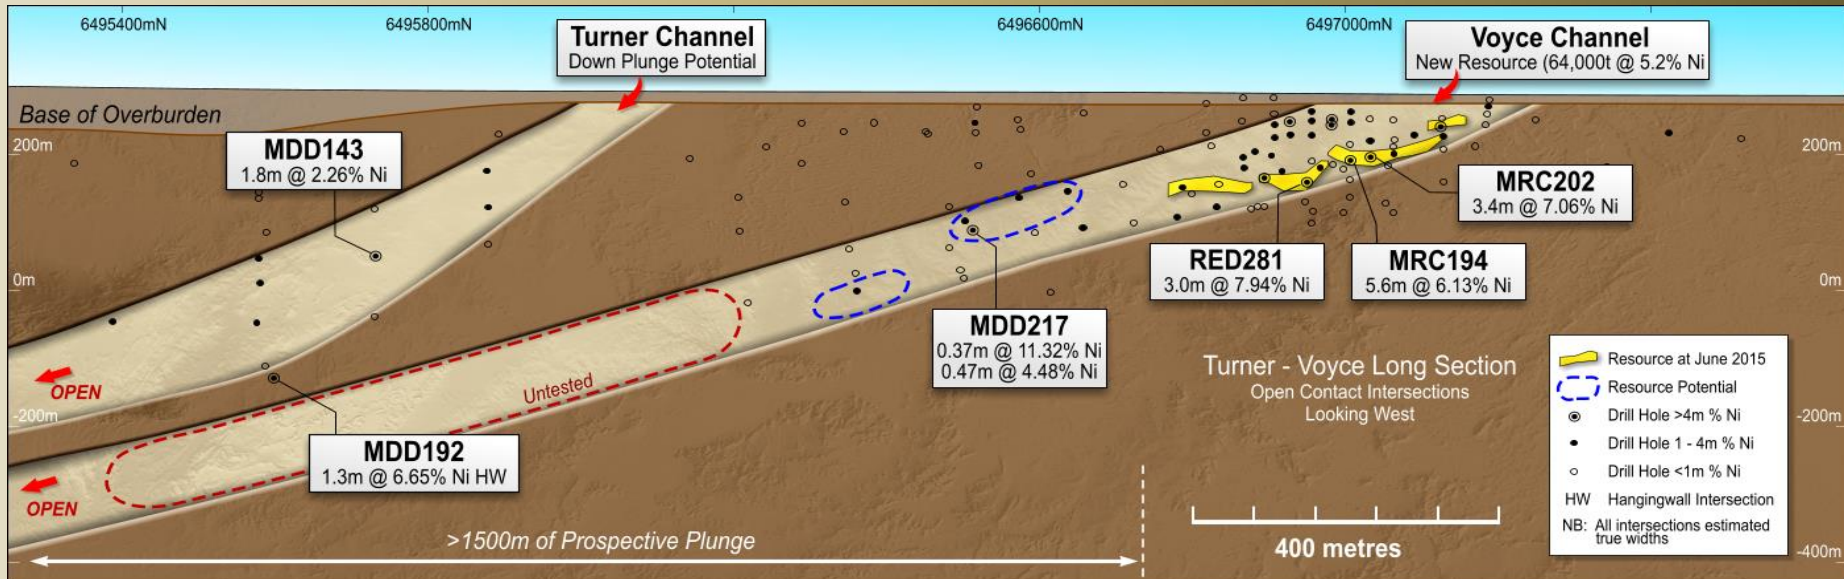 6495400mN
6495800mN
6496600mN
6497000mN
Turner Channel
Down Plunge Potential
Voyce Channel
New Resource (64,000t @ 5.2% Ni
Base of Overburden
200m
MDD143
1.8m @ 2.26% Ni
200m
MRC202
3.4m @ 7.06% Ni
RED281
3.0m @ 7.94% Ni
MRC194
5.6m @ 6.13% Ni
0m
0m
MDD217
0.37m @ 11.32% Ni
0.47m @ 4.48% Ni
Turner - Voyce Long Section
Open Contact Intersections
Looking West
OPEN
Untested
-200m
-200m
MDD192
1.3m @ 6.65% Ni HW
OPEN
>1500m of Prospective Plunge
400 metres
Resource at June 2015
Resource Potential
Drill Hole >4m % Ni
Drill Hole 1 - 4m % Ni
Drill Hole <1m % Ni
HW Hangingwall Intersection
NB: All intersections estimated
true widths
-400m